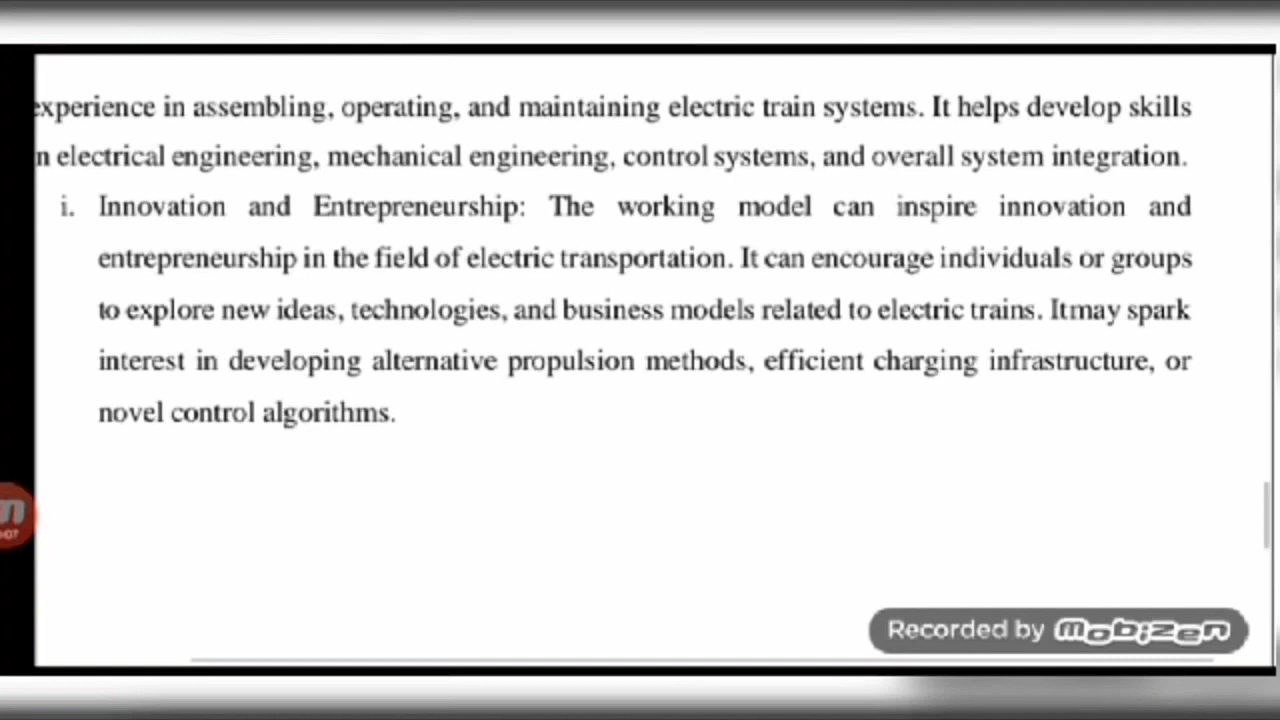 experience in assembling, operating, and maintaining electric train systems. It helps develop skills
n electrical engineering, mechanical engineering, control systems, and overall system integration.
i. Innovation and Entrepreneurship: The working model can inspire innovation and
entrepreneurship in the field of electric transportation. It can encourage individuals or groups
to explore new ideas, technologies, and business models related to electric trains. Itmay spark
interest in developing alternative propulsion methods, efficient charging infrastructure, or
novel control algorithms.
Recorded by mobizen